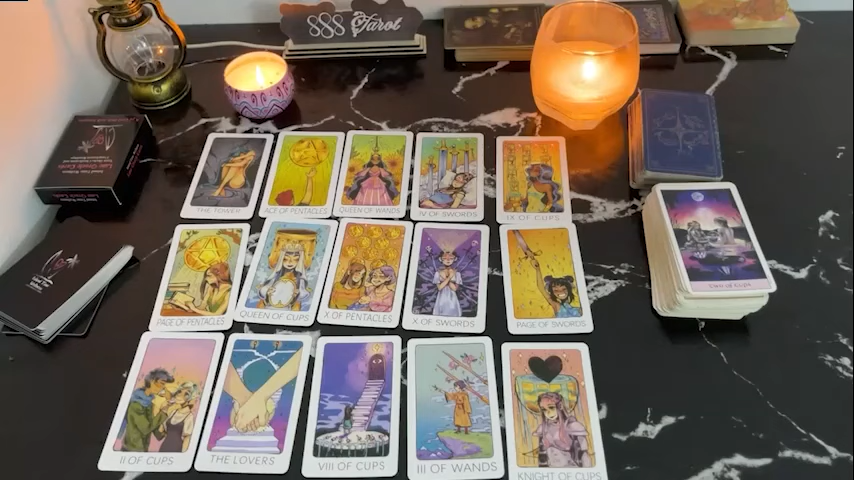 888 Tarot
THE TOWER
ACE OF PENTACLES
QUEEN OF WANDS
IV OF SWORDS
IX OF CUPS
PAGE OF PENTACLES
QUEEN OF CUPS
X OF PENTACLES
X OF SWORDS
PAGE OF SWORDS
Two of Cups
II OF CUPS
THE LOVERS
VIII OF CUPS
III OF WANDS
KNIGHT OF CUPS